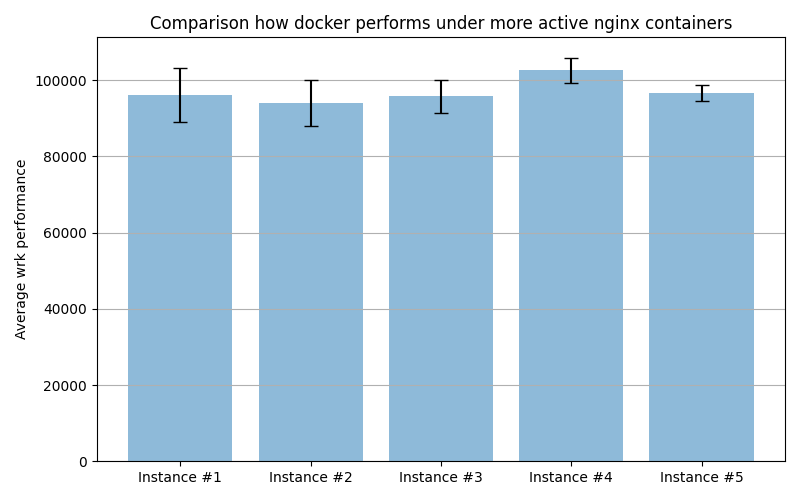 Comparison how docker performs under more active nginx containers
Average wrk performance
100000
80000
60000
40000
20000
0
Instance #1
Instance #2
Instance #3
Instance #4
Instance #5